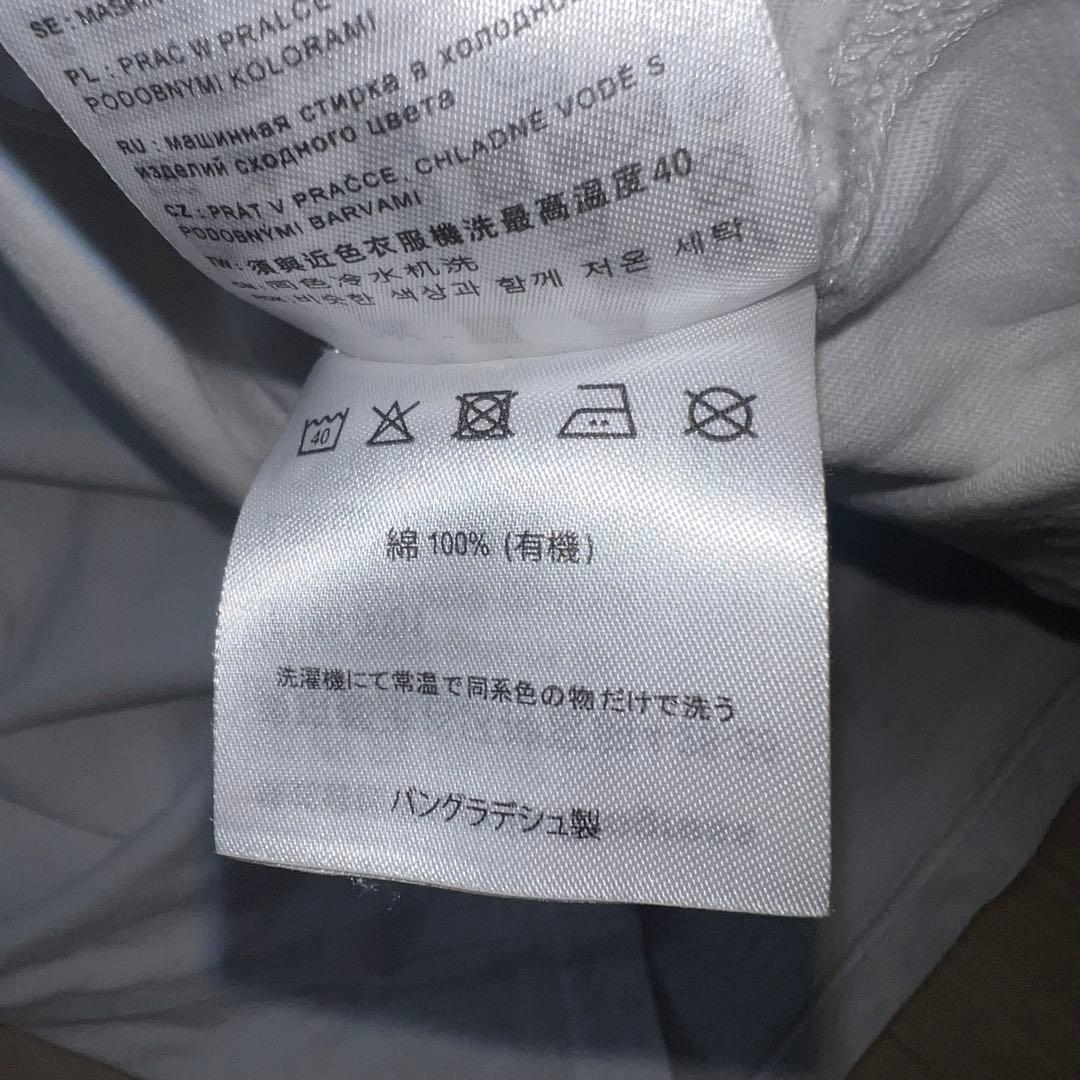 SE : MASKIN
PL : PRAĆ W PRALCE
PODOBNYMI KOLORAMI
RU : машинная стирка в холодно
изделий сходного цвета
CZ : PRÁT V PRAČCE, CHLADNÉ VODĚ S
PODOBNÝMI BARVAMI
TW : 須與近色衣服機洗最高温度40
CN: 同色冷水机洗
비슷한 색상과 함께 저온 세탁
40
綿 100% (有機)
洗濯機にて常温で同系色の物だけで洗う
バングラデシュ製